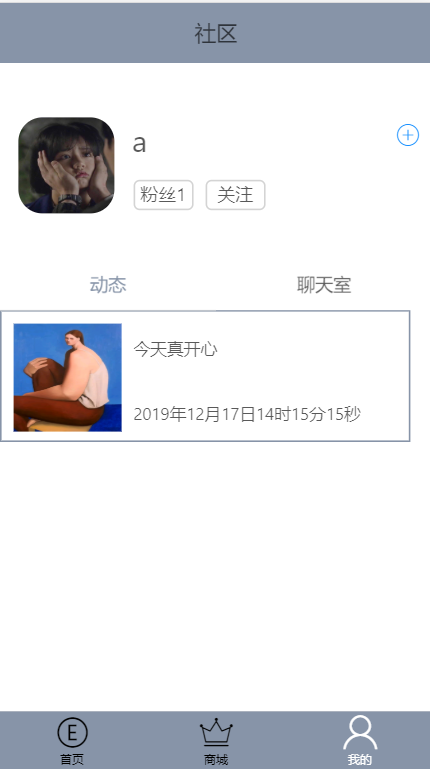 社区
a
粉丝1 关注
动态 聊天室
今天真开心
2019年12月17日14时15分15秒
E
首页 商城 我的